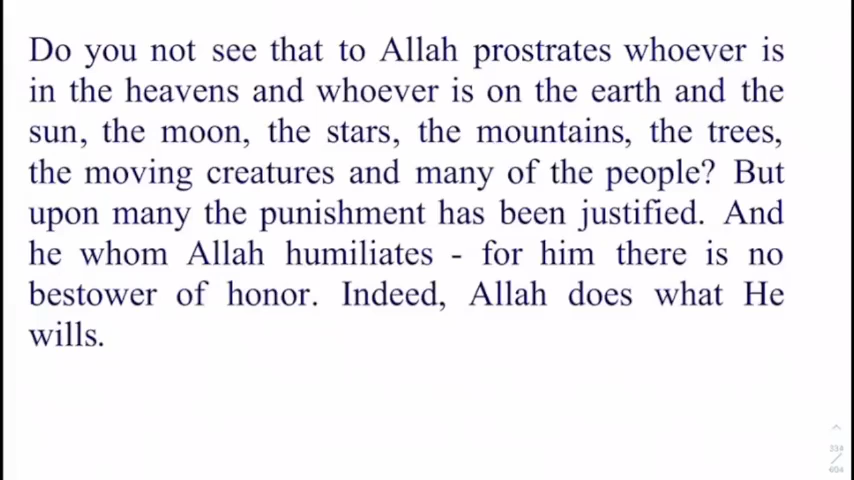 Do you not see that to Allah prostrates whoever is
in the heavens and whoever is on the earth and the
sun, the moon, the stars, the mountains, the trees,
the moving creatures and many of the people? But
upon many the punishment has been justified. And
he whom Allah humiliates - for him there is no
bestower of honor. Indeed, Allah does what He
wills.
334
604